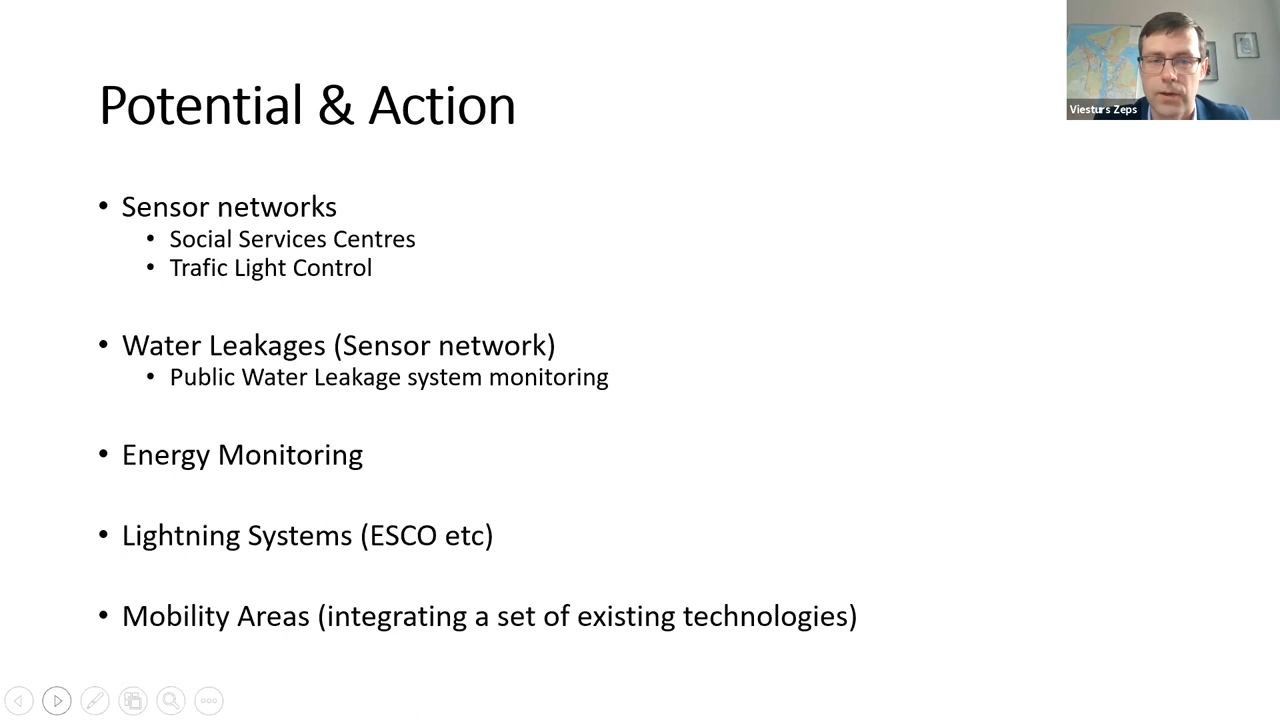 Potential & Action
Viesturs Zeps
• Sensor networks
• Social Services Centres
• Trafic Light Control
• Water Leakages (Sensor network)
• Public Water Leakage system monitoring
• Energy Monitoring
• Lightning Systems (ESCO etc)
• Mobility Areas (integrating a set of existing technologies)